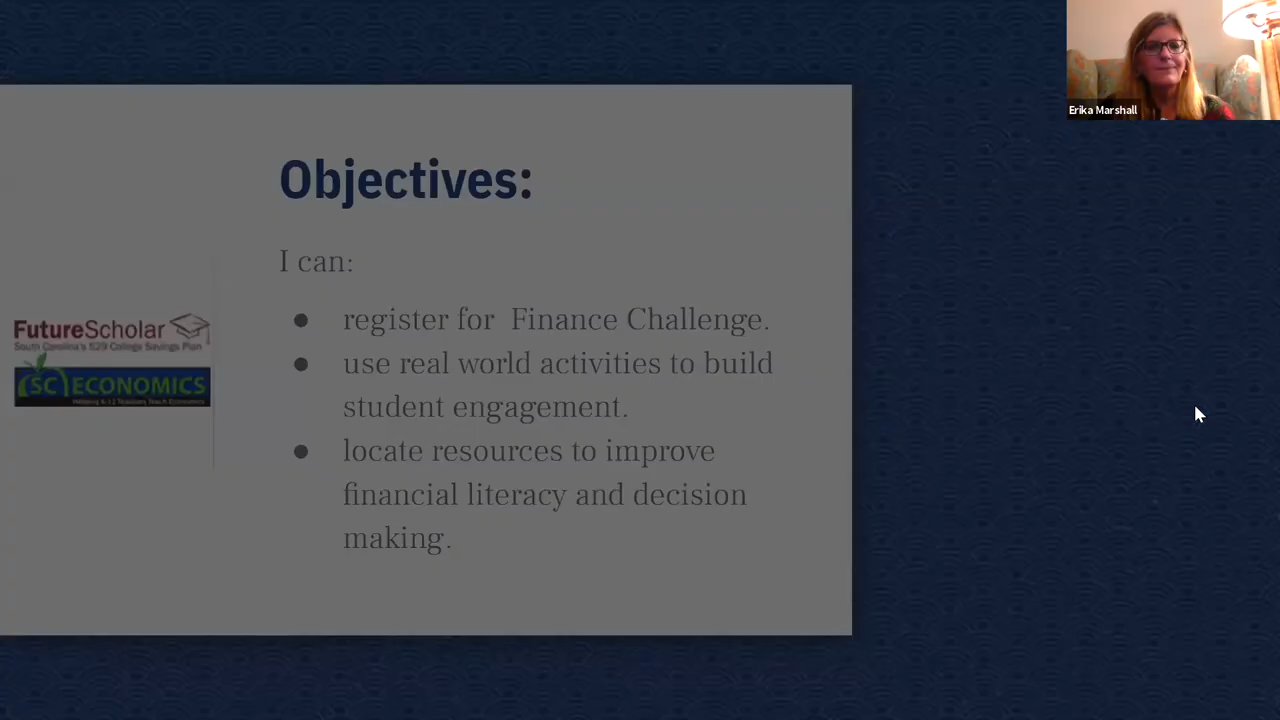 Erika Marshall
Objectives:
I can:
● register for Finance Challenge.
● use real world activities to build
student engagement.
● locate resources to improve
financial literacy and decision
making.
FutureScholar
South Carolina's 529 College Savings Plan
SC ECONOMICS
Helping K-12 Teachers Teach Economics